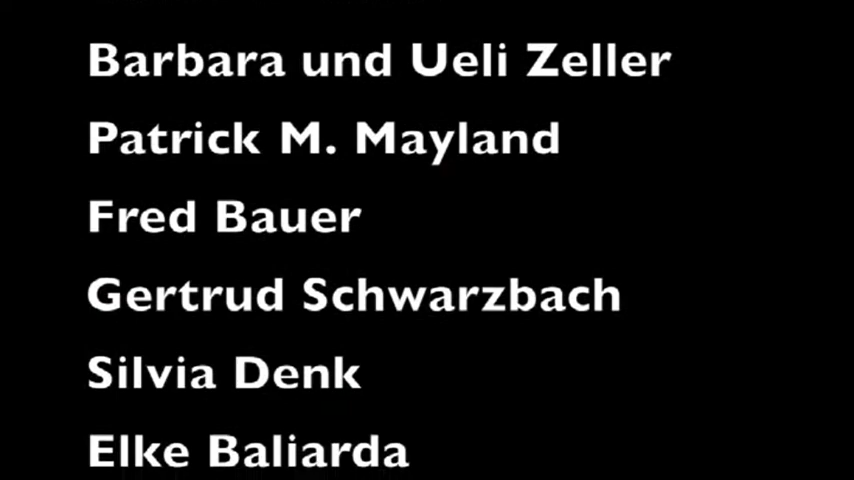 Barbara und Ueli Zeller
Patrick M. Mayland
Fred Bauer
Gertrud Schwarzbach
Silvia Denk
Elke Baliarda